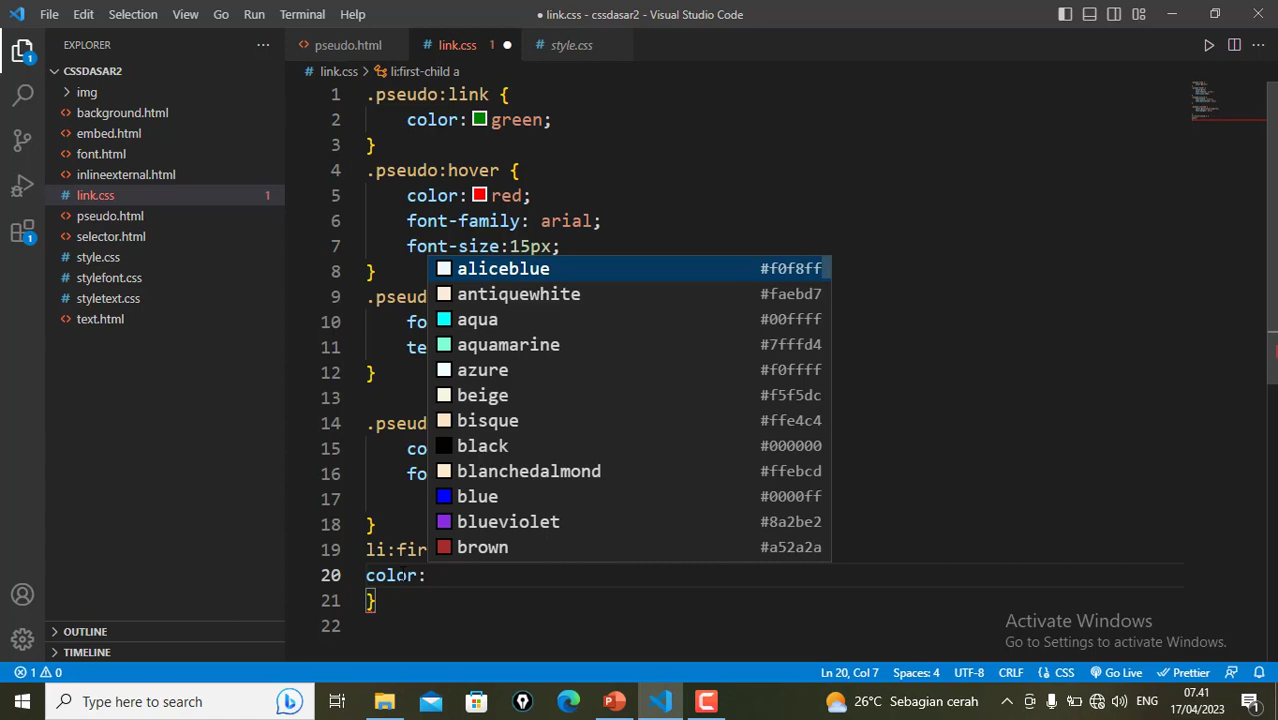 File Edit Selection View Go Run Terminal Help
● link.css - cssdasar2 - Visual Studio Code
EXPLORER
CSSDASAR2
img
background.html
embed.html
font.html
inlineexternal.html
link.css 1
pseudo.html
selector.html
style.css
stylefont.css
styletext.css
text.html
OUTLINE
TIMELINE
1
1
pseudo.html # link.css 1 ● # style.css
# link.css > li:first-child a
1 .pseudo:link {
2 color: green;
3 }
4 .pseudo:hover {
5 color: red;
6 font-family: arial;
7 font-size:15px;
8 }
9 .pseud
10 fo
11 te
12 }
13
14 .pseud
15 co
16 fo
17
18 }
19 li:fir
20 color:
21 }
22
aliceblue #f0f8ff
antiquewhite #faebd7
aqua #00ffff
aquamarine #7fffd4
azure #f0ffff
beige #f5f5dc
bisque #ffe4c4
black #000000
blanchedalmond #ffebcd
blue #0000ff
blueviolet #8a2be2
brown #a52a2a
Activate Windows
Go to Settings to activate Windows.
1 0 Ln 20, Col 7 Spaces: 4 UTF-8 CRLF {} CSS Go Live Prettier
Type here to search
26°C Sebagian cerah
ENG
07.41
17/04/2023
1